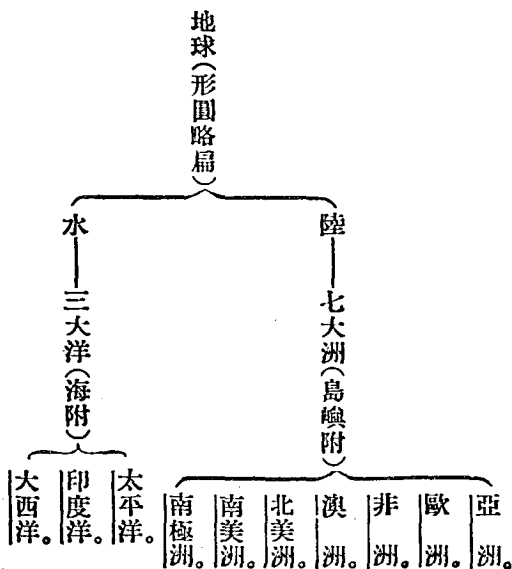 地球(形圓略扁)
陸
七大洲(島嶼附)
亞洲。
歐洲。
非洲。
澳洲。
北美洲。
南美洲。
南極洲。
水
三大洋(海附)
太平洋。
印度洋。
大西洋。